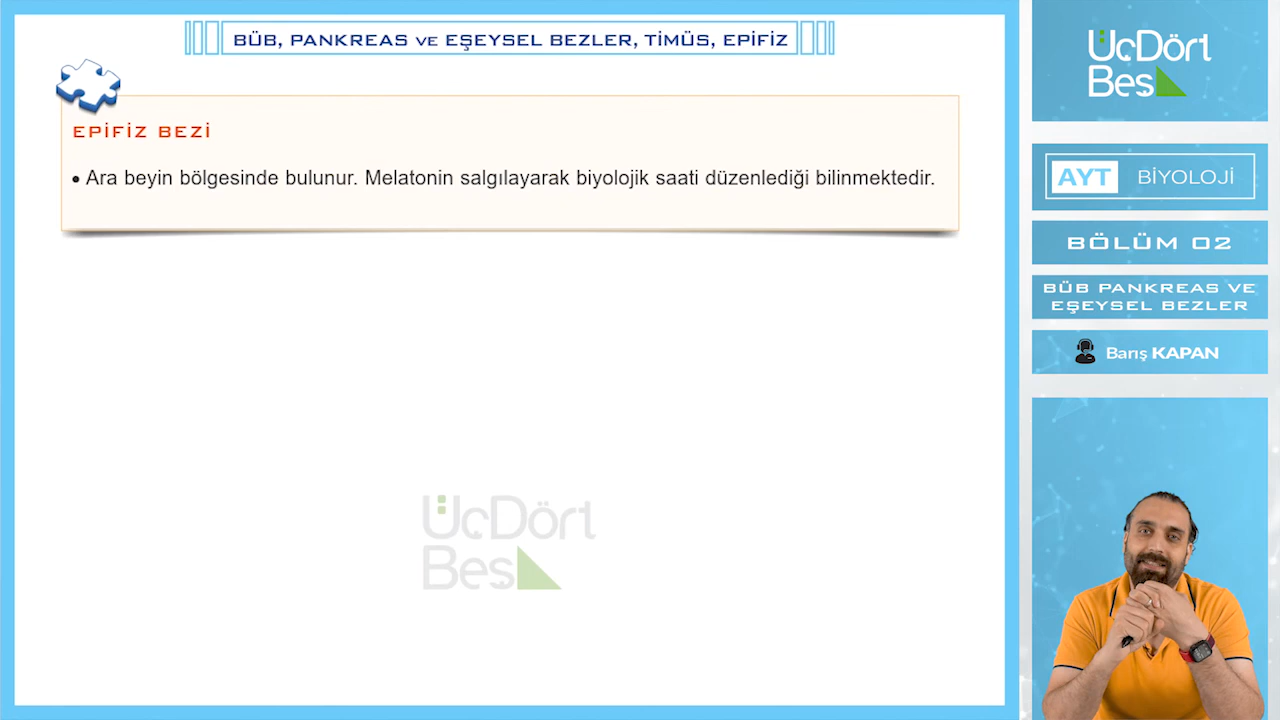 BÜB, PANKREAS VE EŞEYSEL BEZLER, TİMÜS, EPİFİZ
EPİFİZ BEZİ
• Ara beyin bölgesinde bulunur. Melatonin salgılayarak biyolojik saati düzenlediği bilinmektedir.
ÜçDört
Beş
ÜçDört
Beş
AYT BİYOLOJİ
BÖLÜM 02
BÜB PANKREAS VE
EŞEYSEL BEZLER
Barış KAPAN